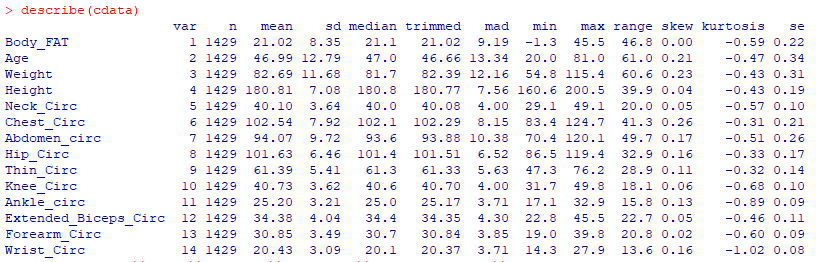 > describe(cdata)
var n mean sd median trimmed mad min max range skew kurtosis se
Body_FAT 1 1429 21.02 8.35 21.1 21.02 9.19 -1.3 45.5 46.8 0.00 -0.59 0.22
Age 2 1429 46.99 12.79 47.0 46.66 13.34 20.0 81.0 61.0 0.21 -0.47 0.34
Weight 3 1429 82.69 11.68 81.7 82.39 12.16 54.8 115.4 60.6 0.23 -0.43 0.31
Height 4 1429 180.81 7.08 180.8 180.77 7.56 160.6 200.5 39.9 0.04 -0.43 0.19
Neck_Circ 5 1429 40.10 3.64 40.0 40.08 4.00 29.1 49.1 20.0 0.05 -0.57 0.10
Chest_Circ 6 1429 102.54 7.92 102.1 102.29 8.15 83.4 124.7 41.3 0.26 -0.31 0.21
Abdomen_circ 7 1429 94.07 9.72 93.6 93.88 10.38 70.4 120.1 49.7 0.17 -0.51 0.26
Hip_Circ 8 1429 101.63 6.46 101.4 101.51 6.52 86.5 119.4 32.9 0.16 -0.33 0.17
Thin_Circ 9 1429 61.39 5.41 61.3 61.33 5.63 47.3 76.2 28.9 0.11 -0.32 0.14
Knee_Circ 10 1429 40.73 3.62 40.6 40.70 4.00 31.7 49.8 18.1 0.06 -0.68 0.10
Ankle_circ 11 1429 25.20 3.21 25.0 25.17 3.71 17.1 32.9 15.8 0.13 -0.89 0.09
Extended_Biceps_Circ 12 1429 34.38 4.04 34.4 34.35 4.30 22.8 45.5 22.7 0.05 -0.46 0.11
Forearm_Circ 13 1429 30.85 3.49 30.7 30.84 3.85 19.0 39.8 20.8 0.02 -0.60 0.09
Wrist_Circ 14 1429 20.43 3.09 20.1 20.37 3.71 14.3 27.9 13.6 0.16 -1.02 0.08